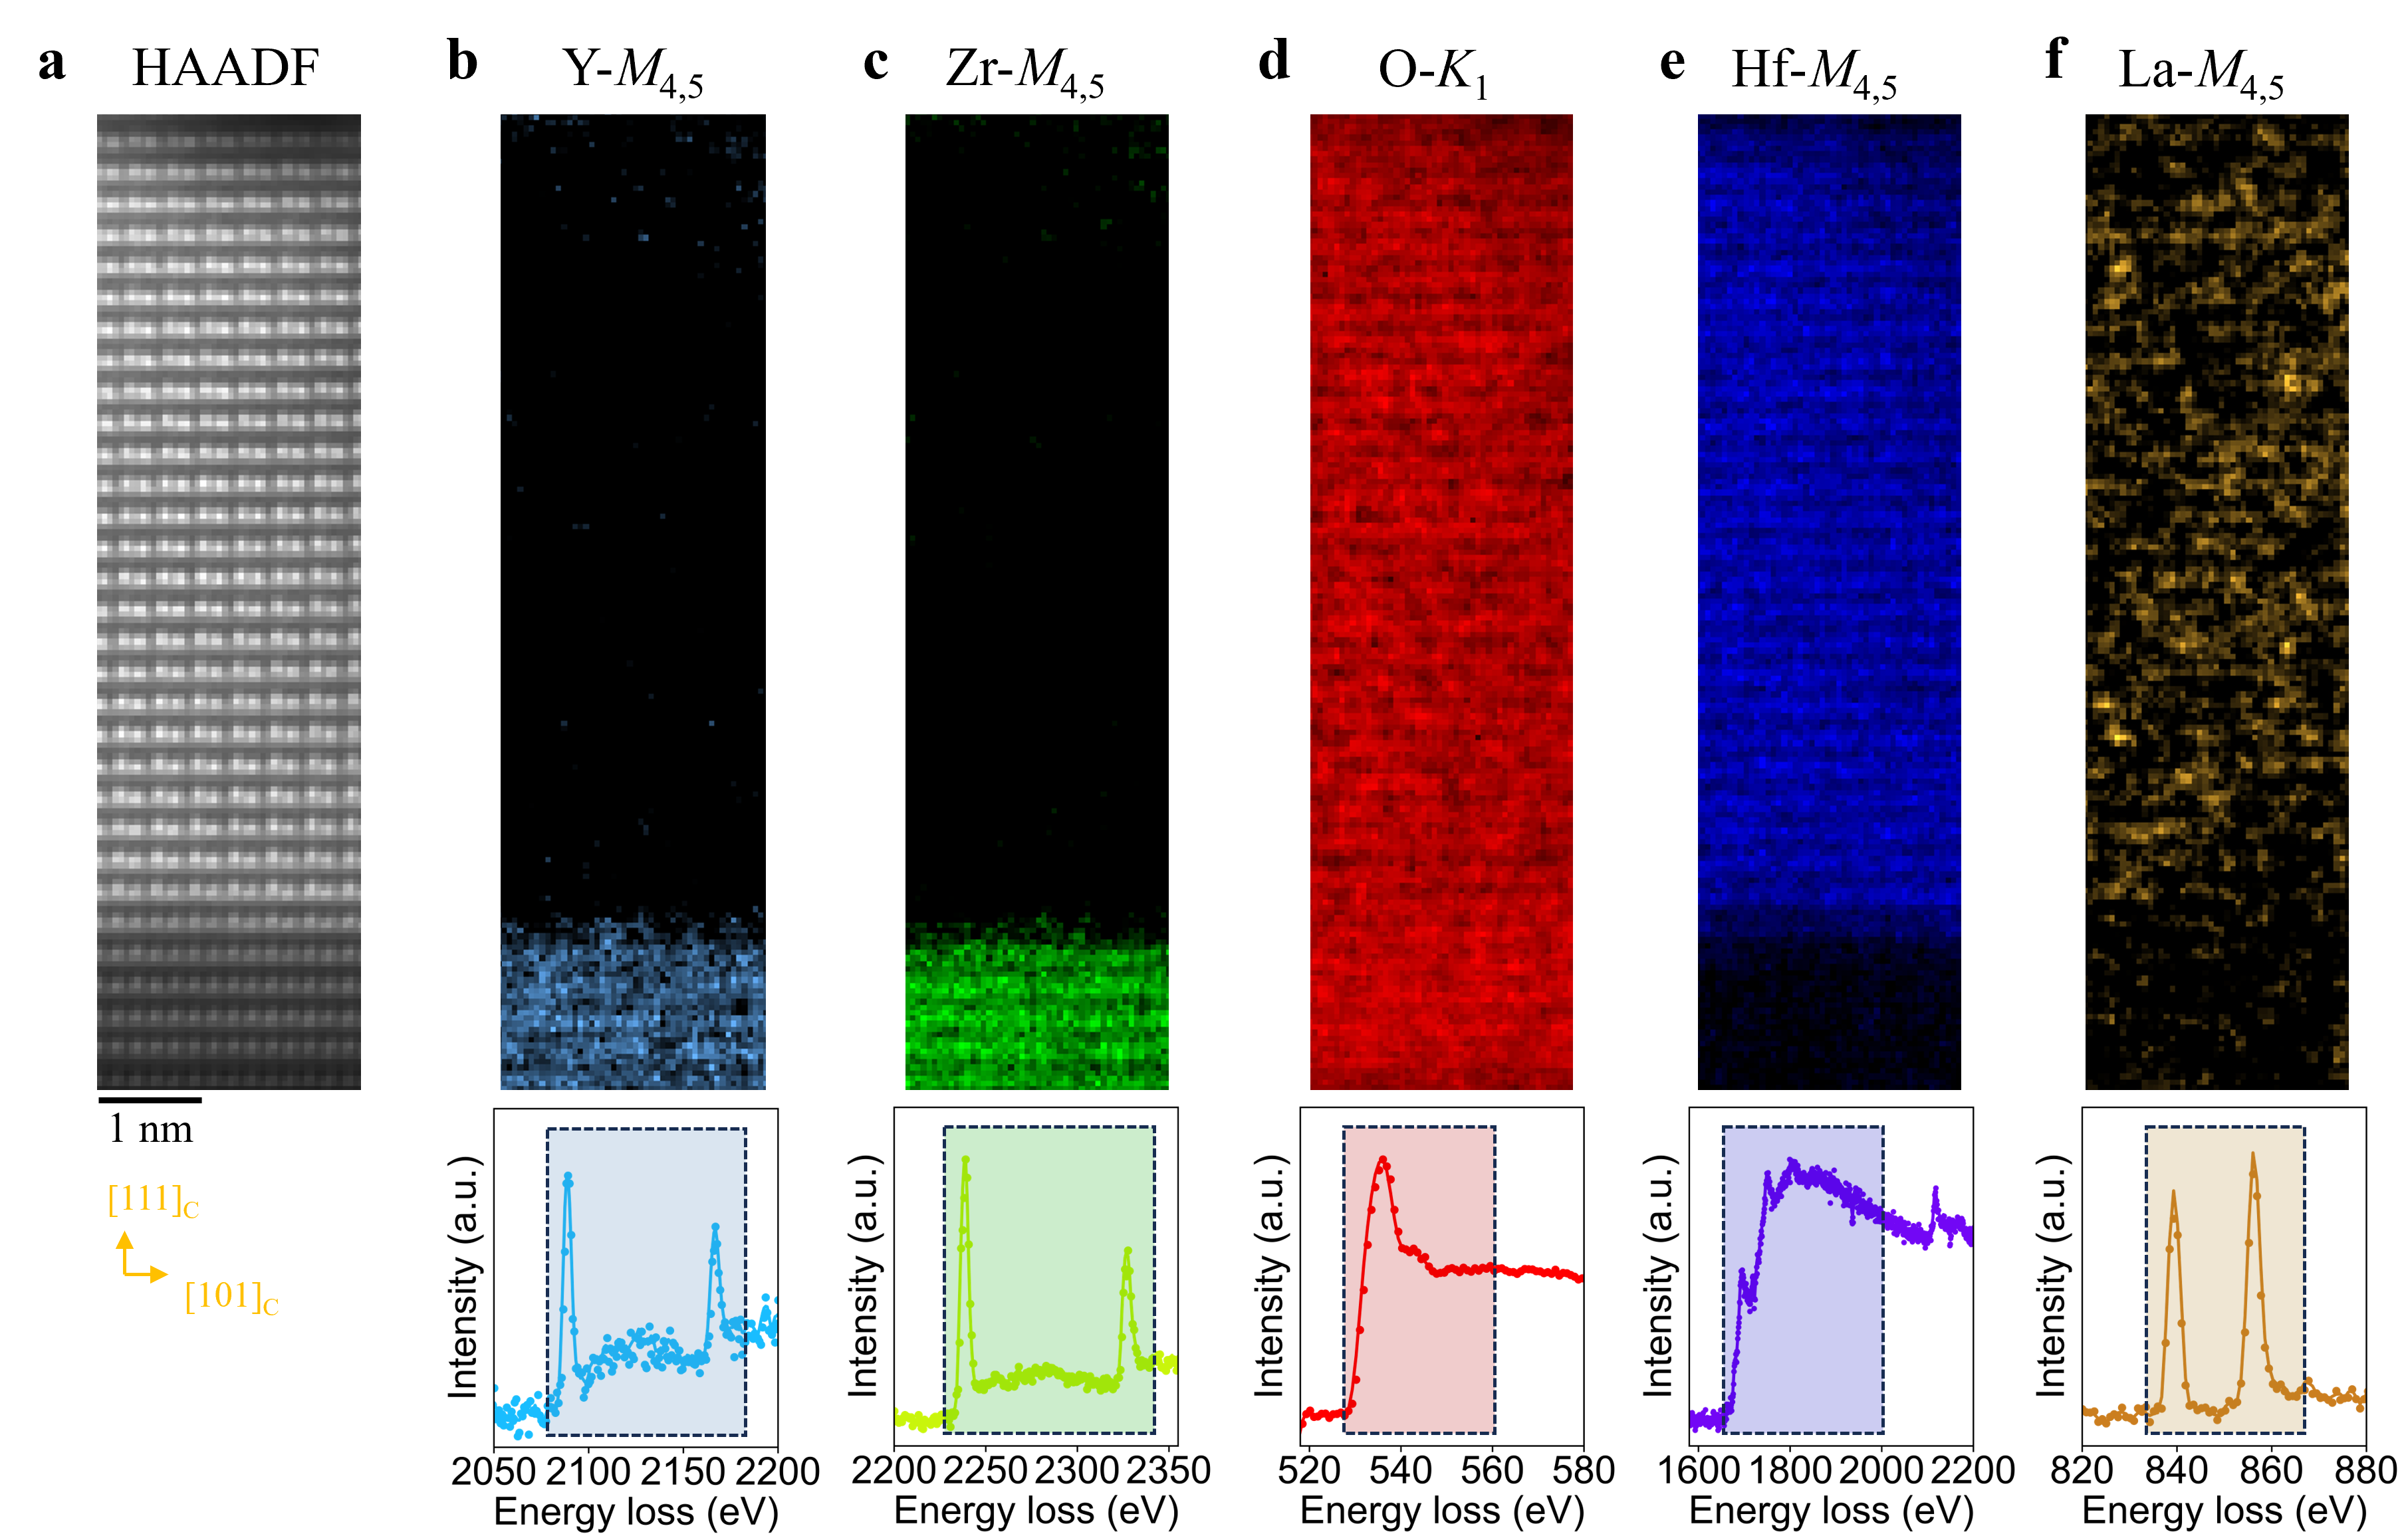 a HAADF
b Y-M4,5
c Zr-M4,5
d O-K1
e Hf-M4,5
f La-M4,5
1 nm
[111]C
[101]C
Intensity (a.u.)
2050 2100 2150 2200
Energy loss (eV)
Intensity (a.u.)
2200 2250 2300 2350
Energy loss (eV)
Intensity (a.u.)
520 540 560 580
Energy loss (eV)
Intensity (a.u.)
1600 1800 2000 2200
Energy loss (eV)
Intensity (a.u.)
820 840 860 880
Energy loss (eV)